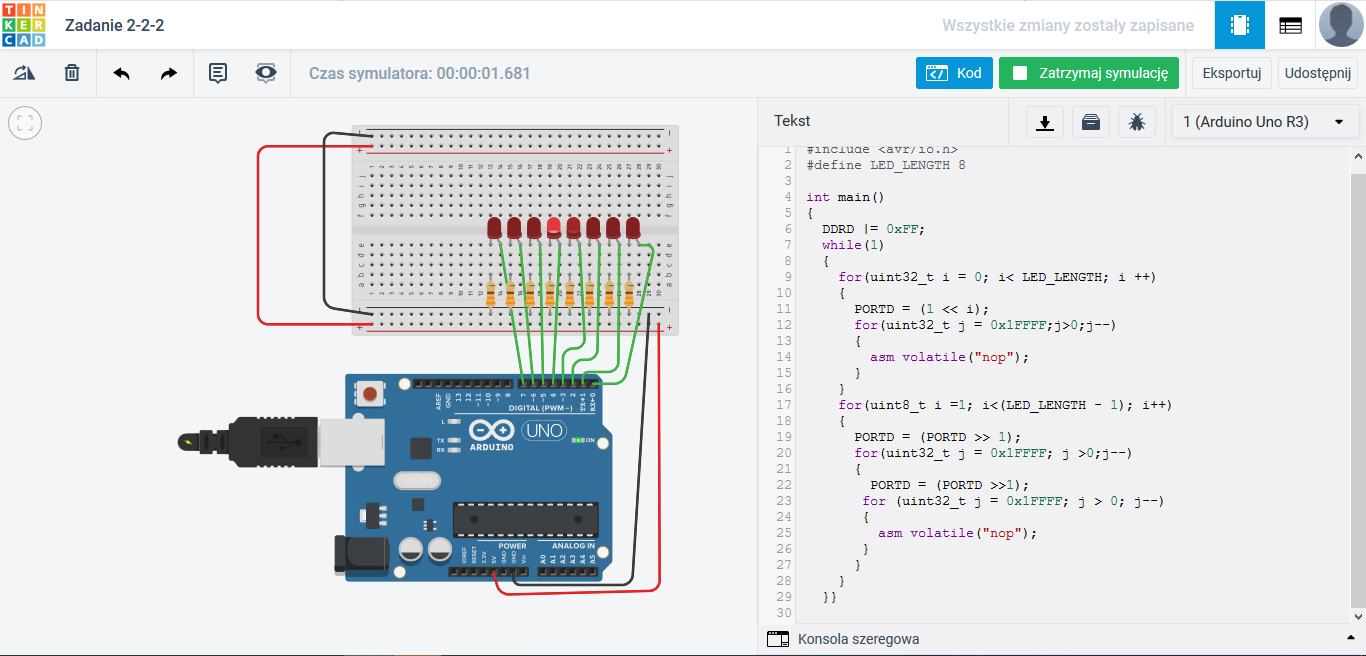 TIN
KER
CAD
Zadanie 2-2-2
Wszystkie zmiany zostały zapisane
Czas symulatora: 00:00:01.681
Kod
Zatrzymaj symulację
Eksportuj
Udostępnij
Tekst
1 (Arduino Uno R3)
1 #include <avr/io.h>
2 #define LED_LENGTH 8
3
4 int main()
5 {
6 DDRD |= 0xFF;
7 while(1)
8 {
9 for(uint32_t i = 0; i< LED_LENGTH; i ++)
10 {
11 PORTD = (1 << i);
12 for(uint32_t j = 0x1FFFF;j>0;j--)
13 {
14 asm volatile("nop");
15 }
16 }
17 for(uint8_t i =1; i<(LED_LENGTH - 1); i++)
18 {
19 PORTD = (PORTD >> 1);
20 for(uint32_t j = 0x1FFFF; j >0;j--)
21 {
22 PORTD = (PORTD >>1);
23 for (uint32_t j = 0x1FFFF; j > 0; j--)
24 {
25 asm volatile("nop");
26 }
27 }
28 }
29 }}
30
Konsola szeregowa
AREF
GND
13
12
~11
~10
~9
8
7
~6
~5
4
~3
2
TX→1
RX←0
DIGITAL (PWM~)
L
TX
RX
UNO
ON
ARDUINO
POWER
ANALOG IN
IOREF
RESET
3.3V
5V
GND
GND
Vin
A0
A1
A2
A3
A4
A5